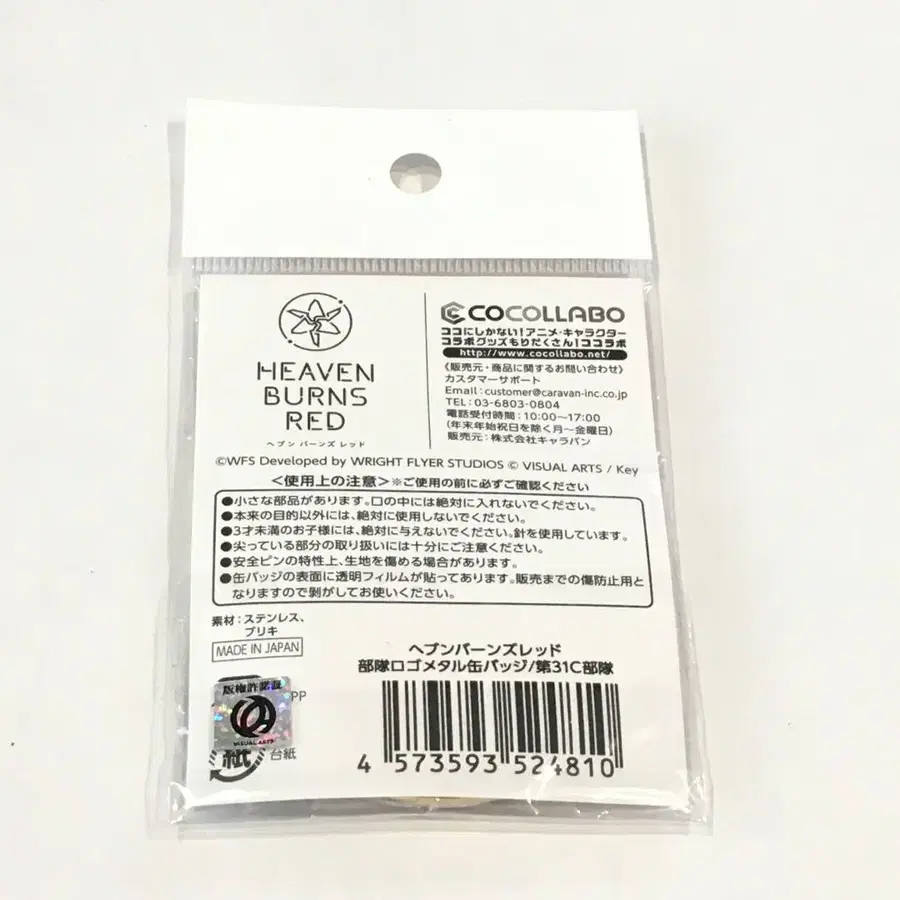 HEAVEN
BURNS
RED
ヘブン バーンズ レッド
COCOLLABO
ココにしかない!アニメ・キャラクター
コラボグッズもりだくさん!ココラボ
http://www.cocollabo.net/
《販売元・商品に関するお問い合わせ》
カスタマーサポート
Email:customer@caravan-inc.co.jp
TEL:03-6803-0804
電話受付時間:10:00~17:00
(年末年始祝日を除く月~金曜日)
販売元:株式会社キャラバン
©WFS Developed by WRIGHT FLYER STUDIOS © VISUAL ARTS / Key
<使用上の注意>※ご使用の前に必ずご確認ください
●小さな部品があります。口の中には絶対に入れないでください。
●本来の目的以外には、絶対に使用しないでください。
●3才未満のお子様には、絶対に与えないでください。針を使用しています。
●尖っている部分の取り扱いには十分にご注意ください。
●安全ピンの特性上、生地を傷める場合があります。
●缶バッジの表面に透明フィルムが貼ってあります。販売までの傷防止用と
なりますので剥がしてお使いください。
素材:ステンレス、
ブリキ
MADE IN JAPAN
版権許諾証
VISUAL ARTS
PP
紙
台紙
ヘブンバーンズレッド
部隊ロゴメタル缶バッジ/第31C部隊
4 573593 524810